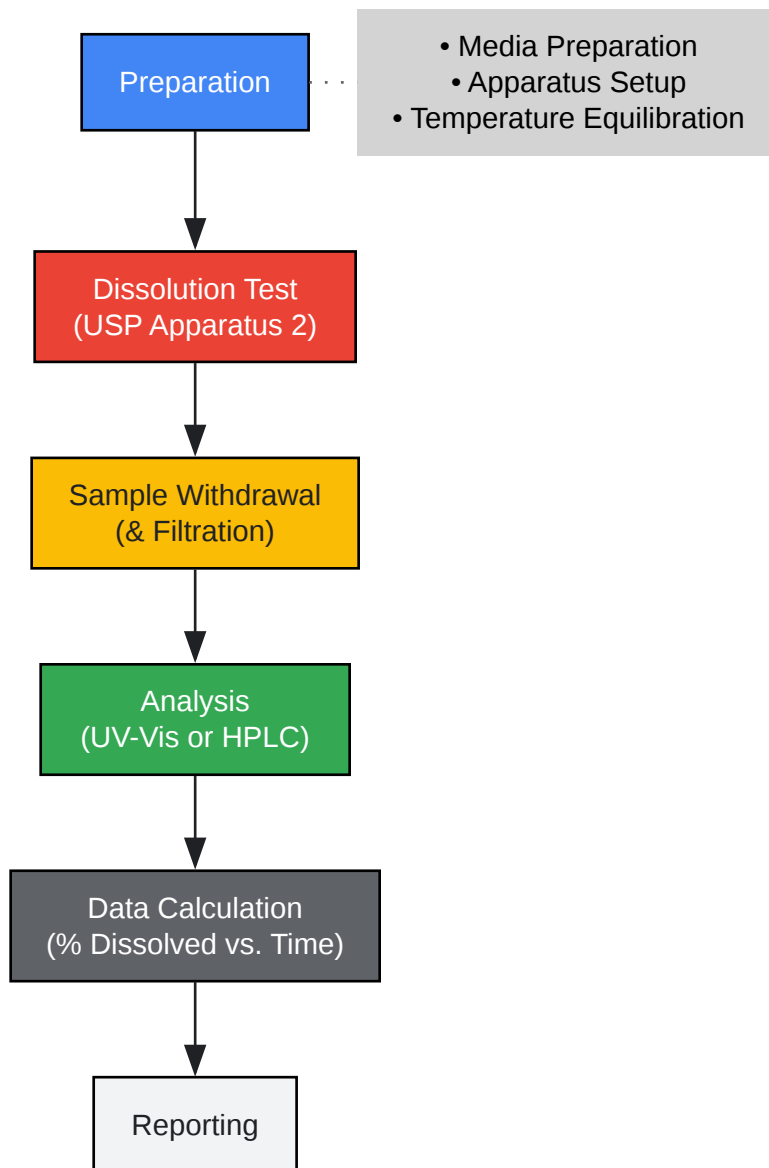 Preparation
• Media Preparation
• Apparatus Setup
• Temperature Equilibration
Dissolution Test
(USP Apparatus 2)
Sample Withdrawal
(& Filtration)
Analysis
(UV-Vis or HPLC)
Data Calculation
(% Dissolved vs. Time)
Reporting